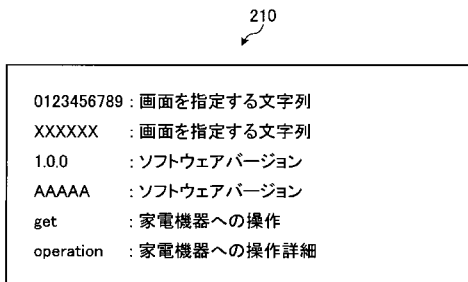 210
0123456789 : 画面を指定する文字列
XXXXXX : 画面を指定する文字列
1.0.0 : ソフトウェアバージョン
AAAAA : ソフトウェアバージョン
get : 家電機器への操作
operation : 家電機器への操作詳細